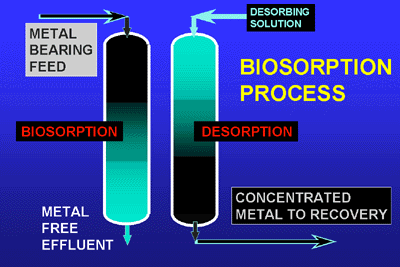 METAL
BEARING
FEED
DESORBING
SOLUTION
BIOSORPTION
PROCESS
BIOSORPTION
DESORPTION
METAL
FREE
EFFLUENT
CONCENTRATED
METAL TO RECOVERY